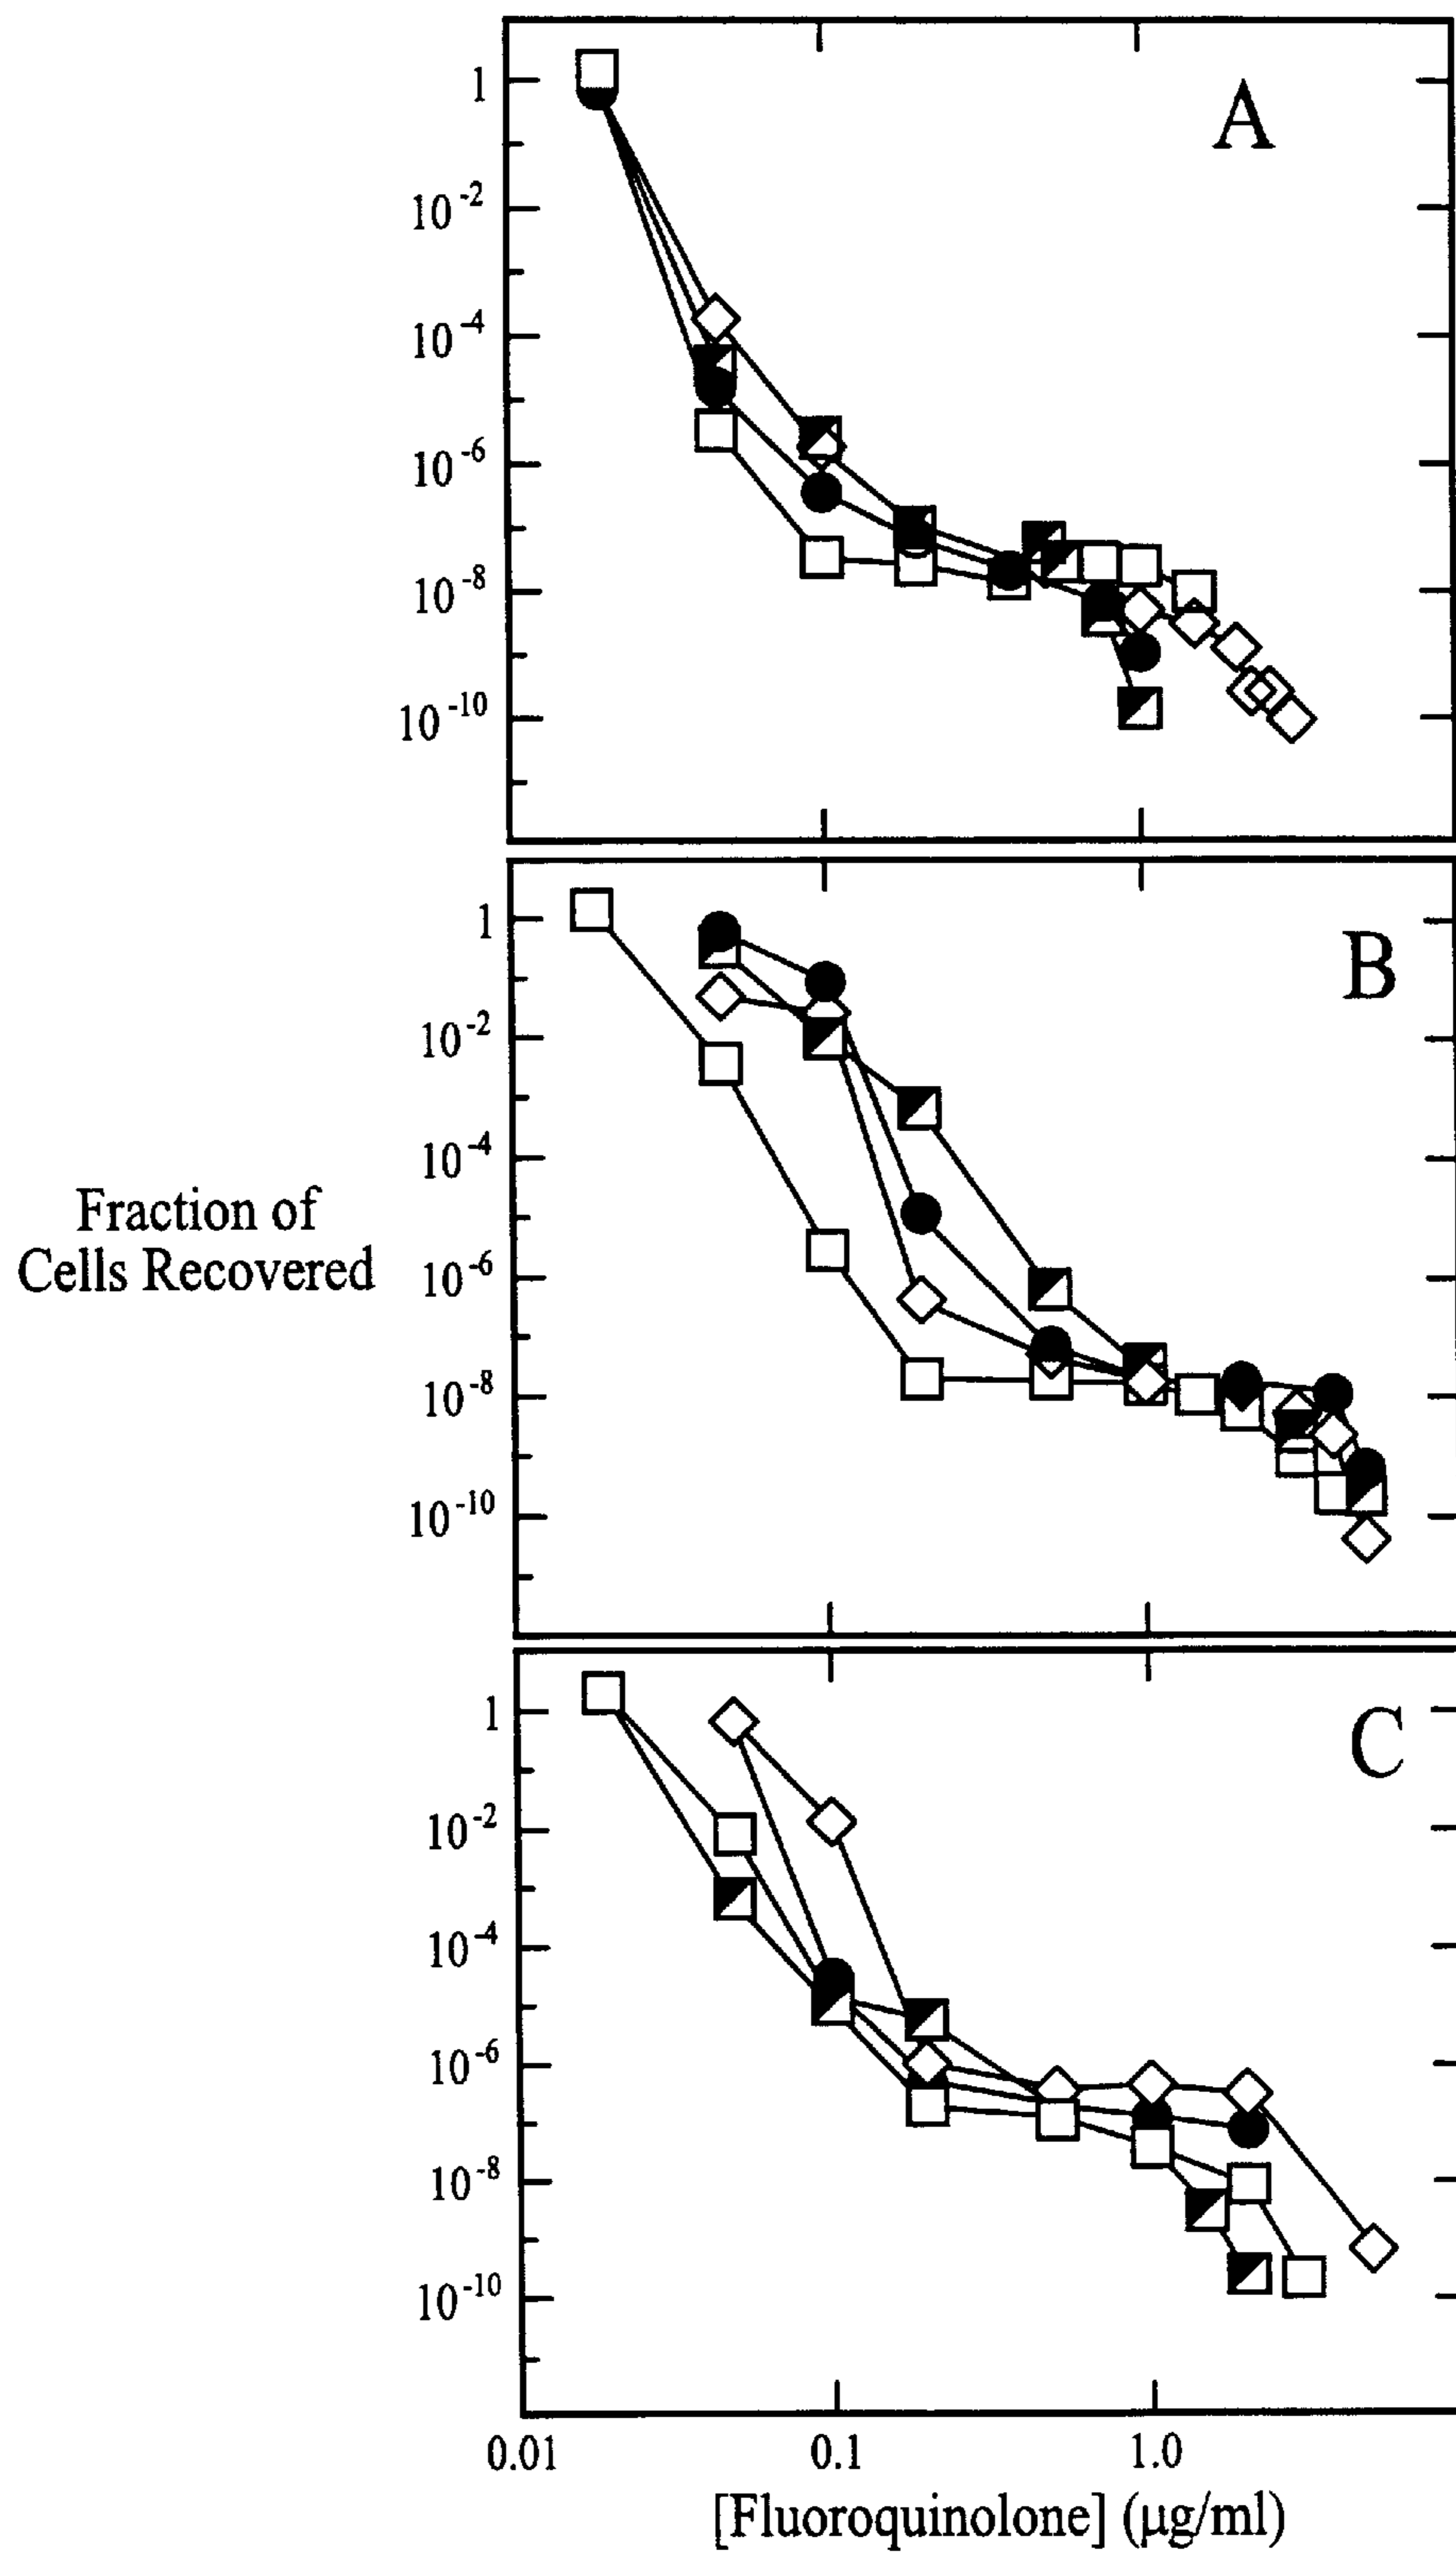 A
1
10-2
10-4
10-6
10-8
10-10
B
1
10-2
10-4
10-6
10-8
10-10
Fraction of
Cells Recovered
C
1
10-2
10-4
10-6
10-8
10-10
0.01 0.1 1.0
[Fluoroquinolone] (μg/ml)